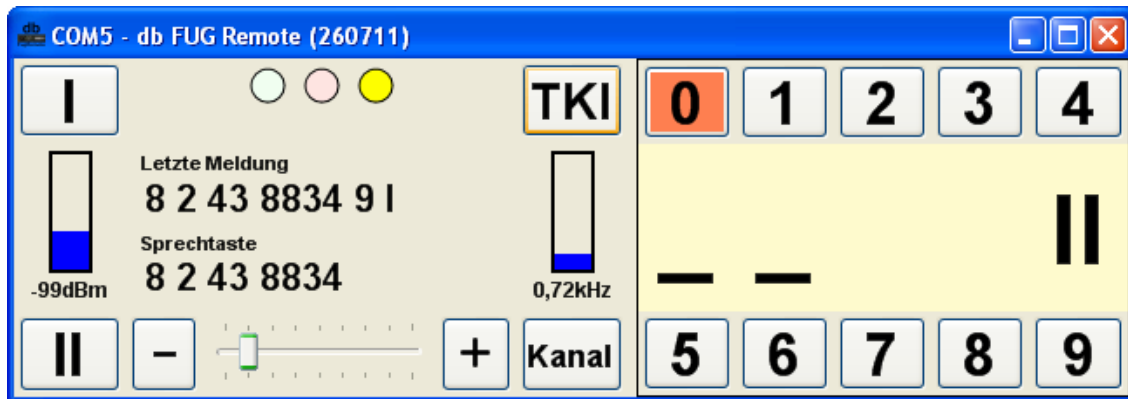 COM5 - db FUG Remote (260711)
I
TKI
0 1 2 3 4
Letzte Meldung
8 2 43 8834 9 I
Sprechtaste
8 2 43 8834
-99dBm
0,72kHz
_ _ II
II
-
+
Kanal
5 6 7 8 9